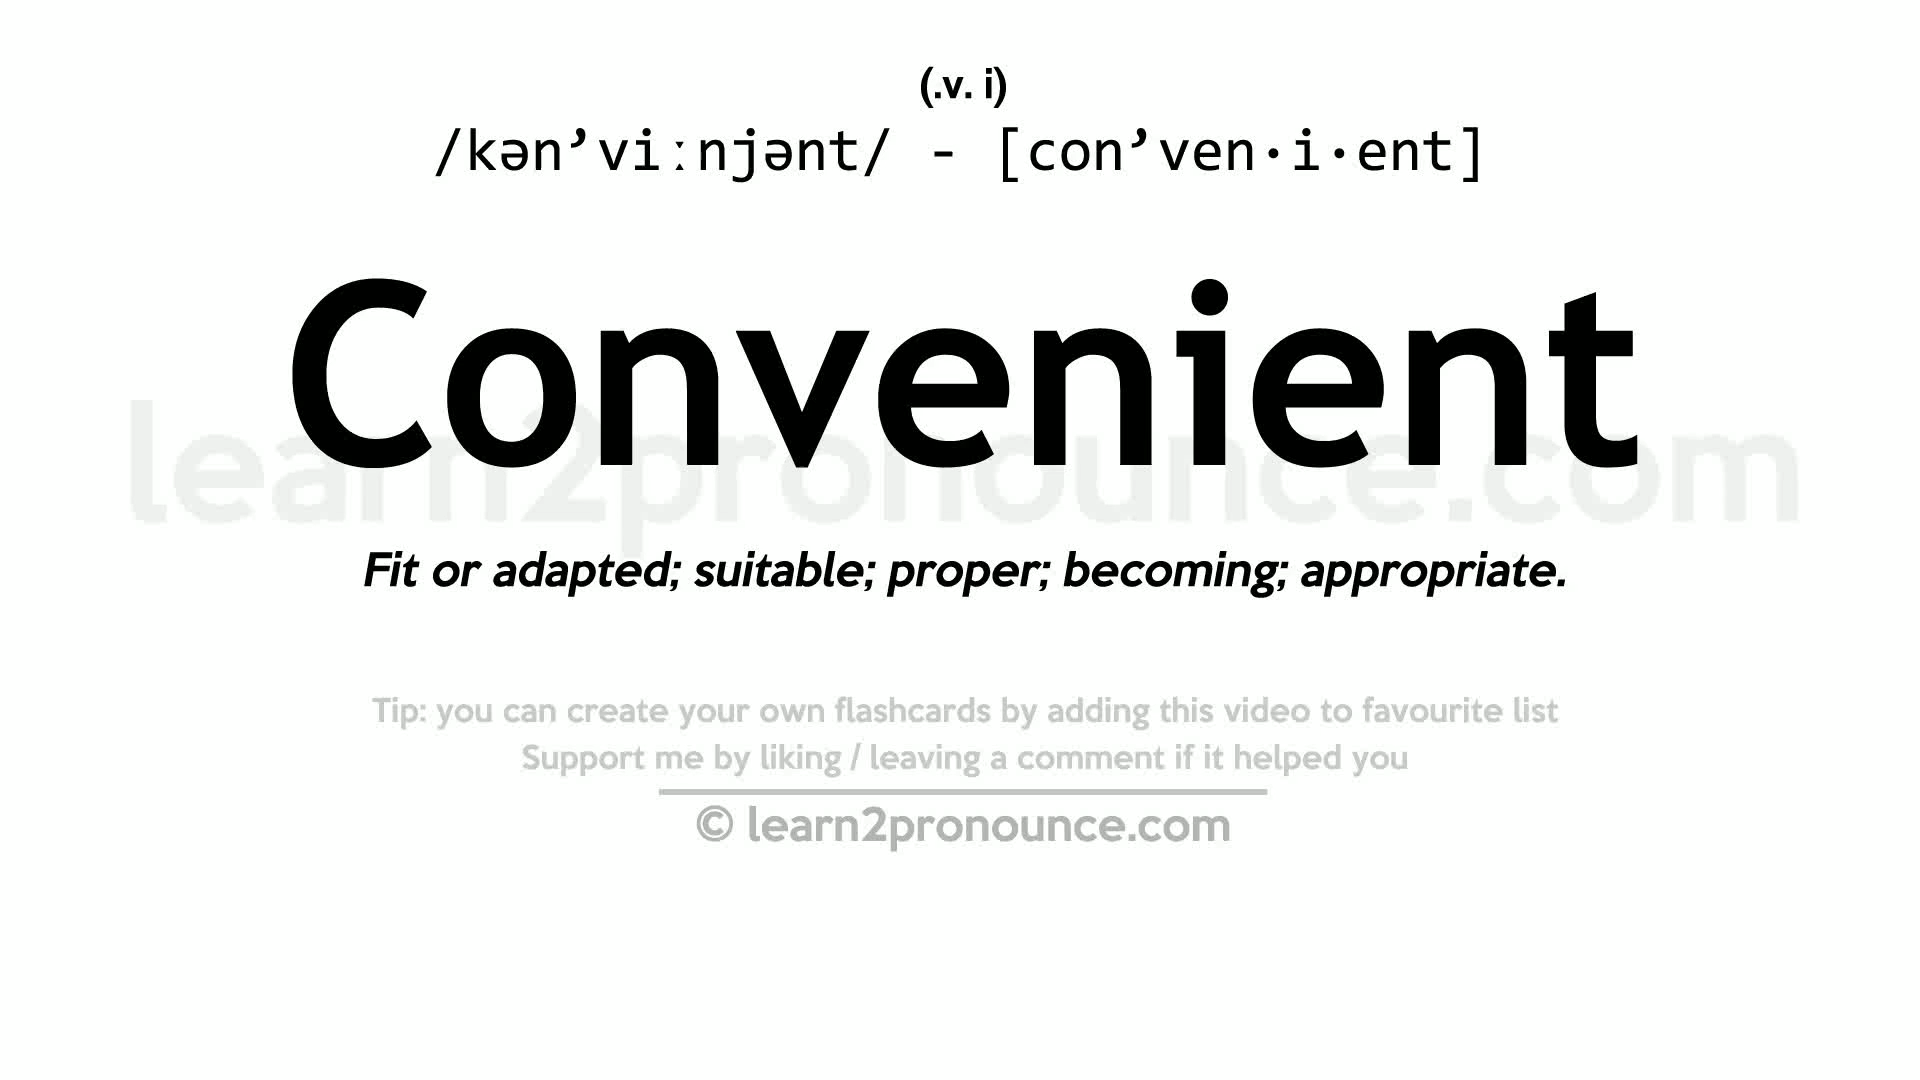 (.v. i)
/kən’viːnjənt/ - [con’ven·i·ent]
Convenient
learn2pronounce.com
Fit or adapted; suitable; proper; becoming; appropriate.
Tip: you can create your own flashcards by adding this video to favourite list
Support me by liking / leaving a comment if it helped you
© learn2pronounce.com